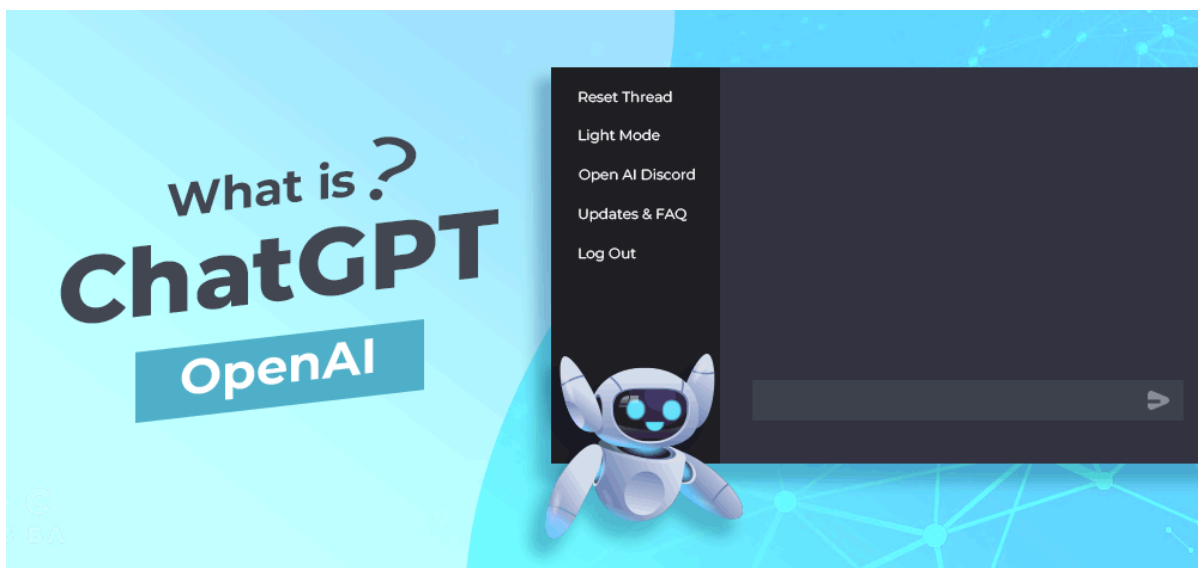 What is ?
ChatGPT
OpenAI
Reset Thread
Light Mode
Open AI Discord
Updates & FAQ
Log Out